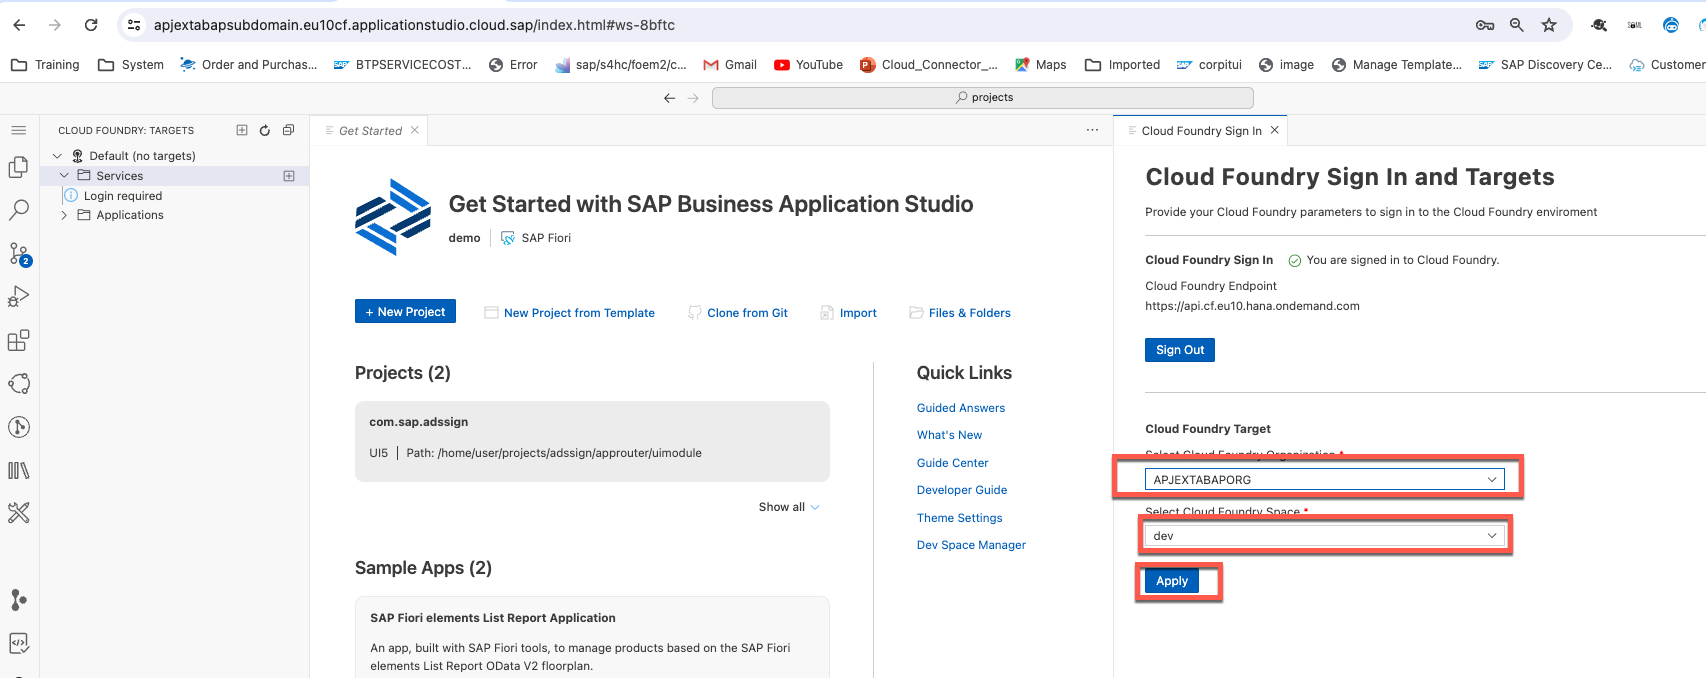 apjextabapsubdomain.eu10cf.applicationstudio.cloud.sap/index.html#ws-8bftc
Training System Order and Purchas... BTPSERVICECOST... Error sap/s4hc/foem2/c... Gmail YouTube Cloud_Connector_... Maps Imported corpitui image Manage Template... SAP Discovery Ce... Customer
projects
CLOUD FOUNDRY: TARGETS
Default (no targets)
Services
Login required
Applications
2
Get Started
Get Started with SAP Business Application Studio
demo SAP Fiori
+ New Project New Project from Template Clone from Git Import Files & Folders
Projects (2)
com.sap.adssign
UI5 | Path: /home/user/projects/adssign/approuter/uimodule
Show all
Sample Apps (2)
SAP Fiori elements List Report Application
An app, built with SAP Fiori tools, to manage products based on the SAP Fiori
elements List Report OData V2 floorplan.
Quick Links
Guided Answers
What's New
Guide Center
Developer Guide
Theme Settings
Dev Space Manager
Cloud Foundry Sign In
Cloud Foundry Sign In and Targets
Provide your Cloud Foundry parameters to sign in to the Cloud Foundry enviroment
Cloud Foundry Sign In You are signed in to Cloud Foundry.
Cloud Foundry Endpoint
https://api.cf.eu10.hana.ondemand.com
Sign Out
Cloud Foundry Target
Select Cloud Foundry Organization *
APJEXTABAPORG
Select Cloud Foundry Space *
dev
Apply